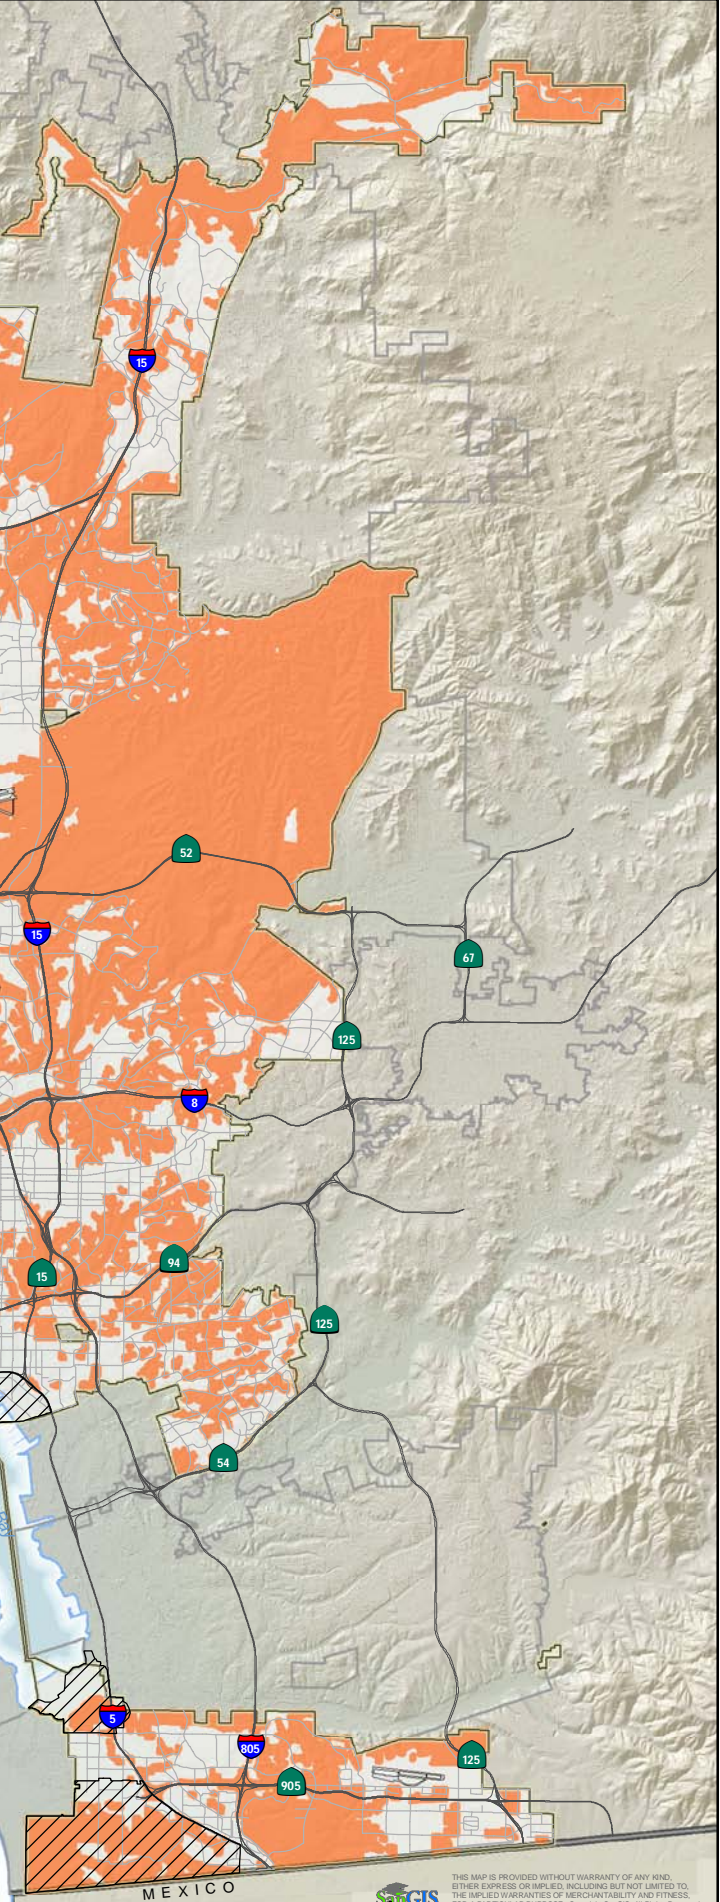 15
52
15
67
125
8
94
15
125
54
5
805
125
905
MEXICO
SanGIS
THIS MAP IS PROVIDED WITHOUT WARRANTY OF ANY KIND,
EITHER EXPRESS OR IMPLIED, INCLUDING BUT NOT LIMITED TO,
THE IMPLIED WARRANTIES OF MERCHANTABILITY AND FITNESS,